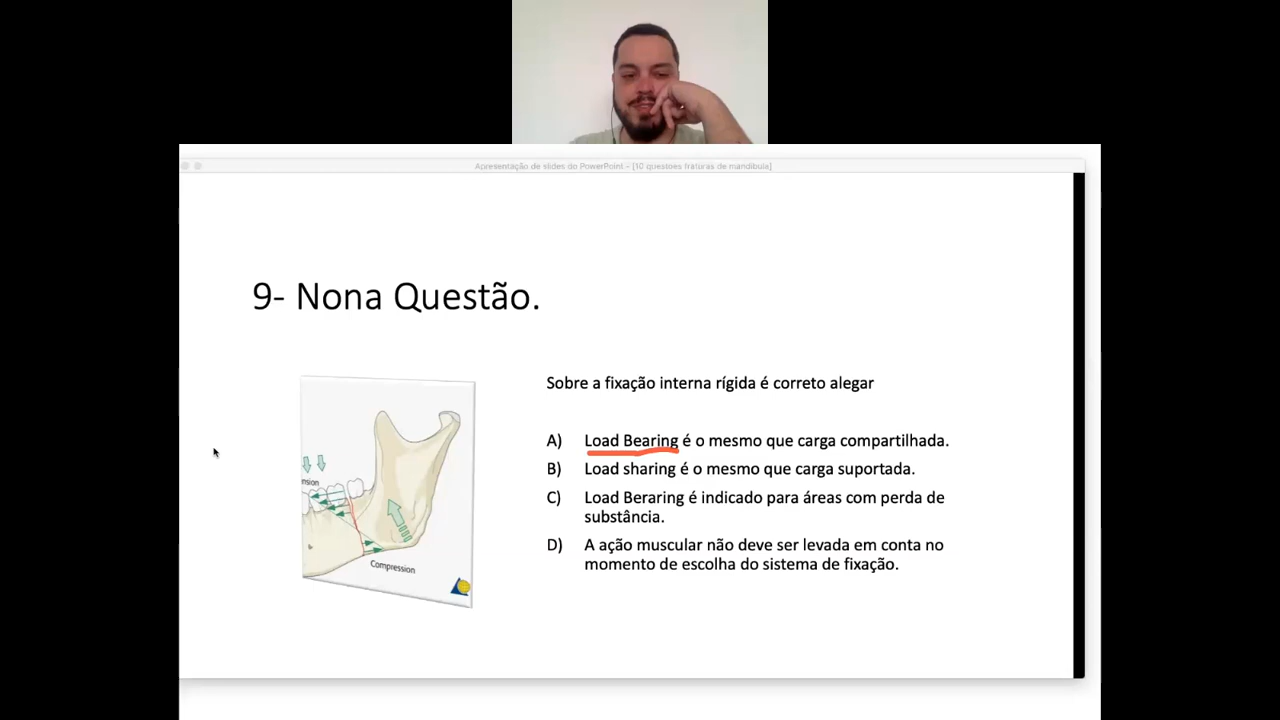 Apresentação de slides do PowerPoint - [10 questoes fraturas de mandibula]
9- Nona Questão.
Sobre a fixação interna rígida é correto alegar
A) Load Bearing é o mesmo que carga compartilhada.
B) Load sharing é o mesmo que carga suportada.
C) Load Beraring é indicado para áreas com perda de
substância.
D) A ação muscular não deve ser levada em conta no
momento de escolha do sistema de fixação.
nsion
Compression